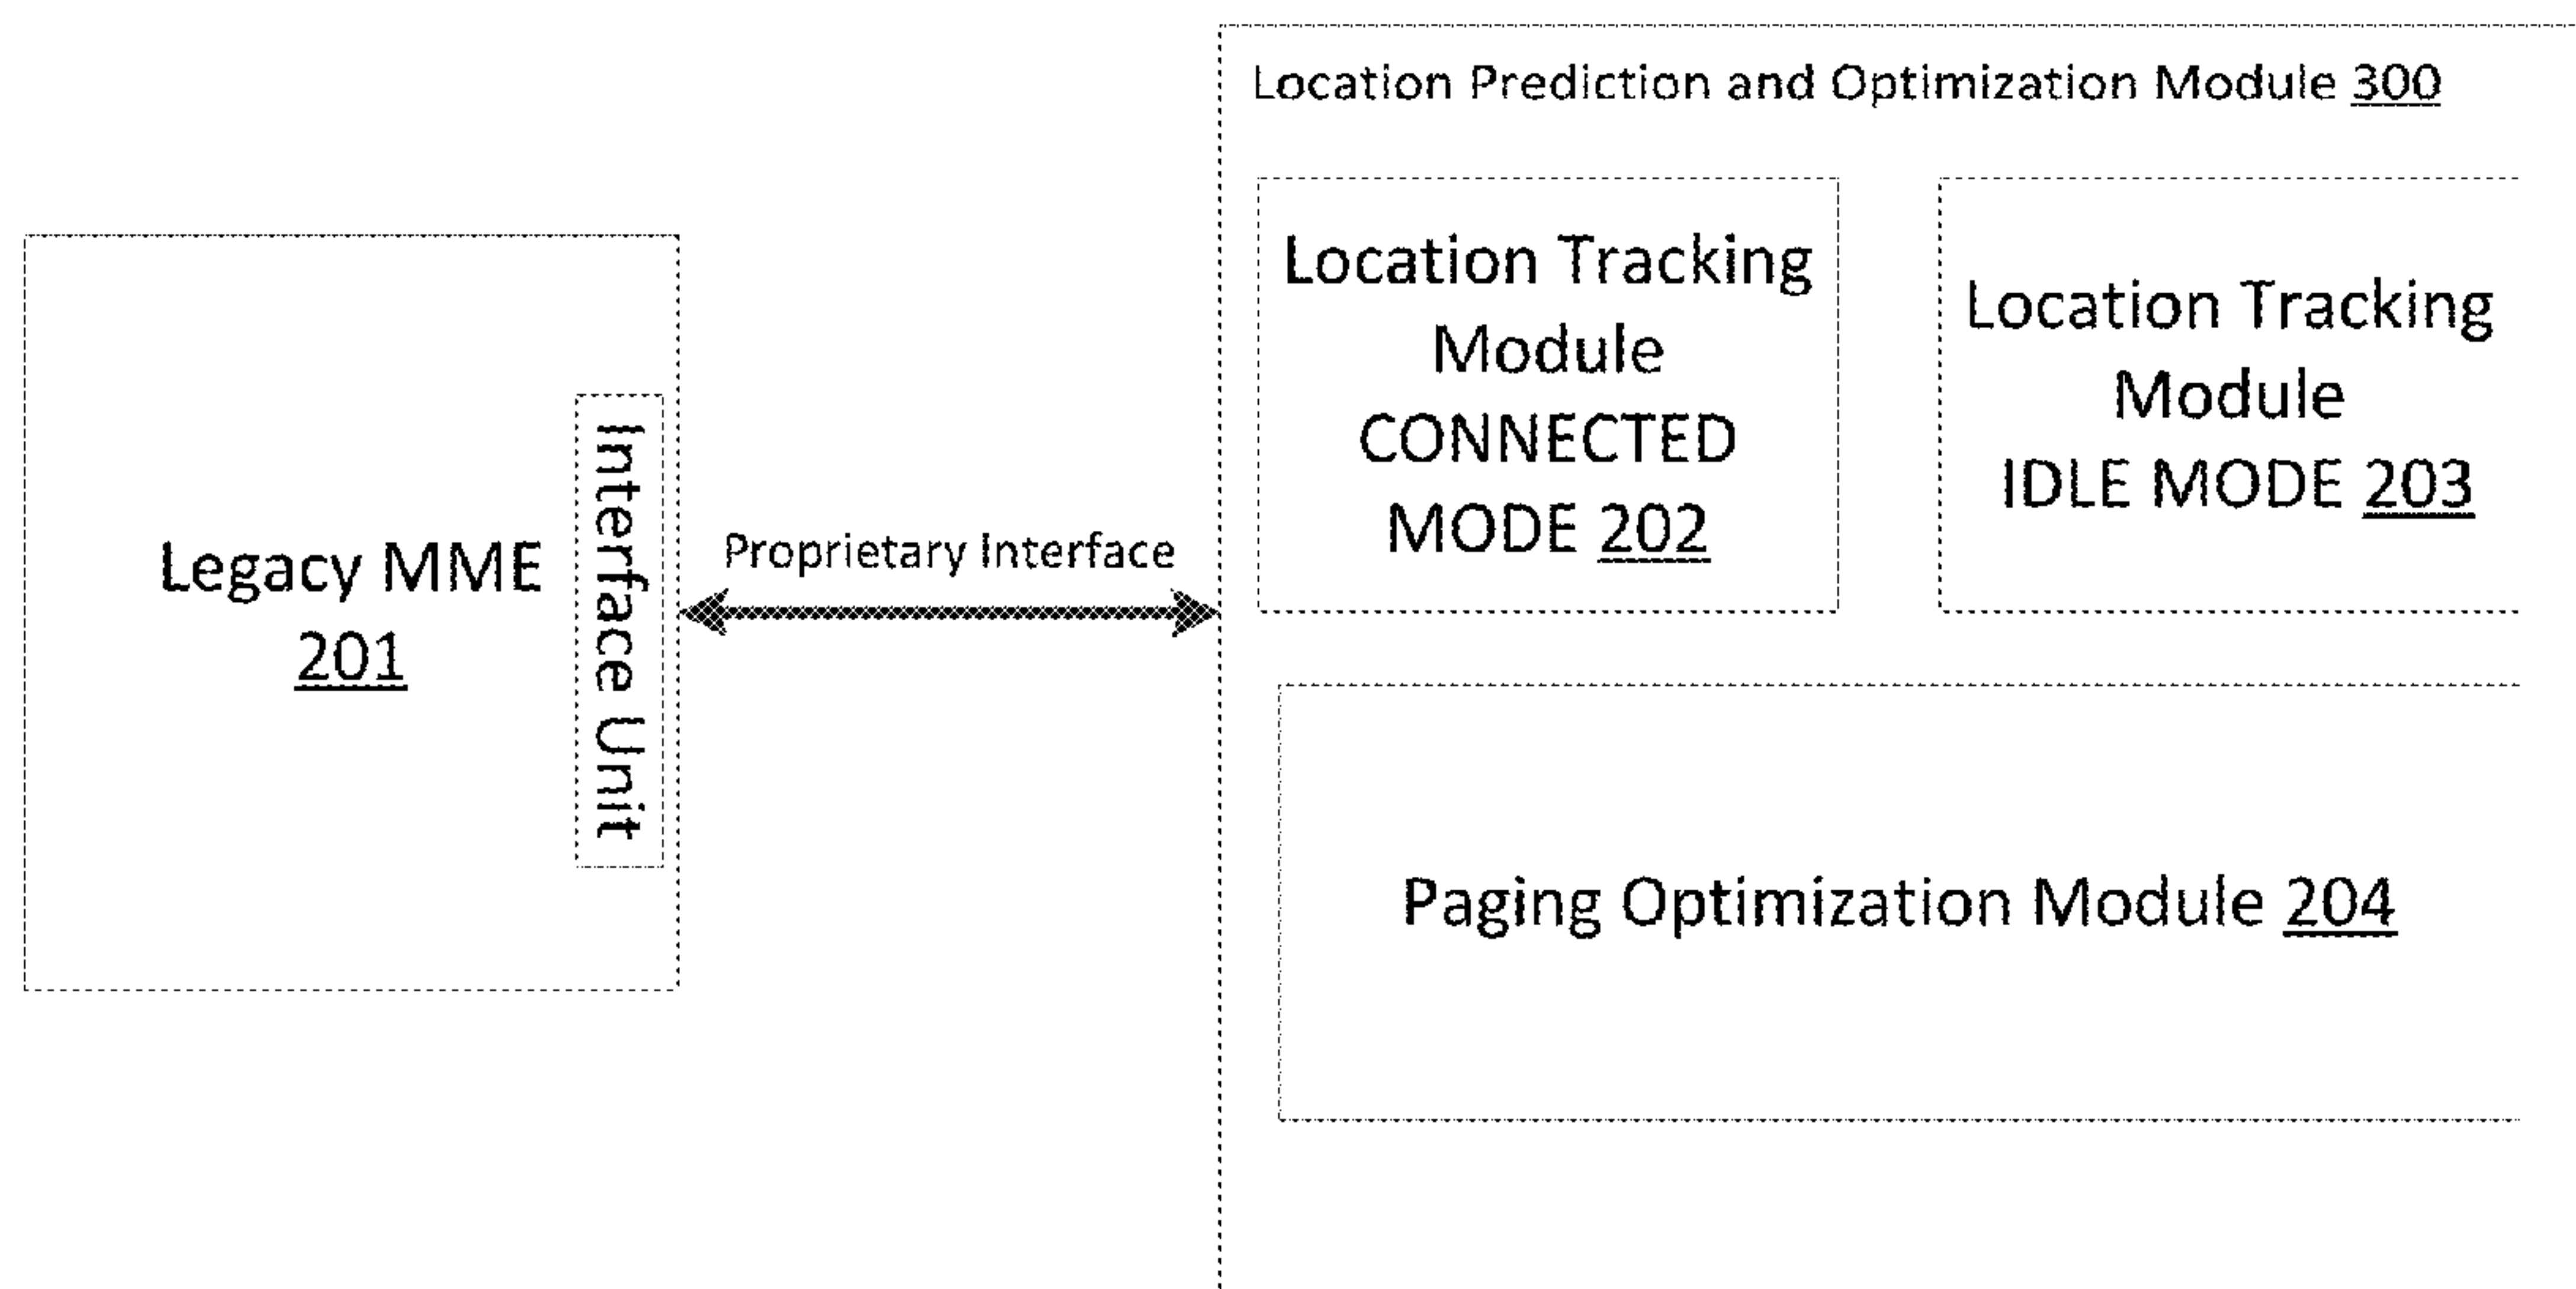 Location Prediction and Optimization Module 300
Legacy MME
201
Interface Unit
Proprietary Interface
Location Tracking
Module
CONNECTED
MODE 202
Location Tracking
Module
IDLE MODE 203
Paging Optimization Module 204